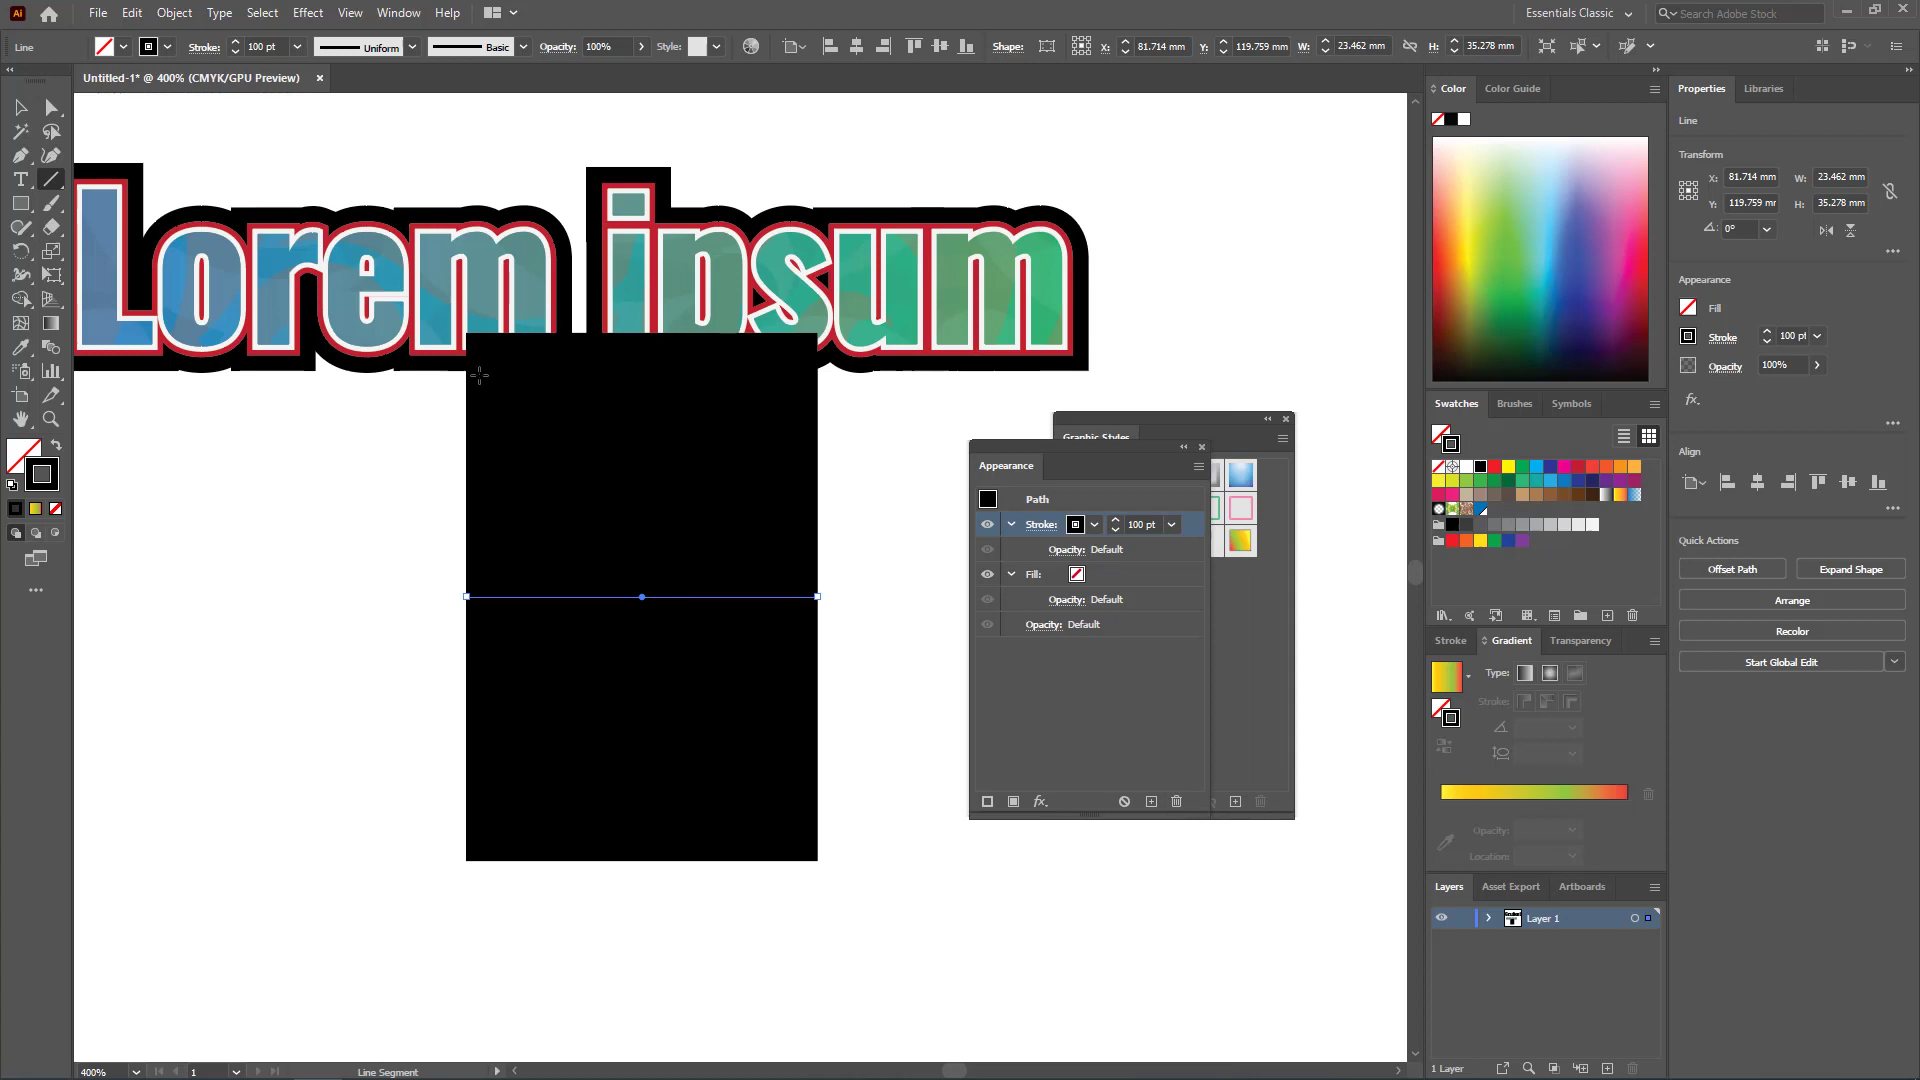 Ai File Edit Object Type Select Effect View Window Help Essentials Classic Search Adobe Stock
Line Stroke: 100 pt Uniform Basic Opacity: 100% Style: Shape: X: 81.714 mm Y: 119.759 mm W: 23.462 mm H: 35.278 mm
Untitled-1* @ 400% (CMYK/GPU Preview)
Lorem ipsum
Graphic Styles
Appearance
Path
Stroke: 100 pt
Opacity: Default
Fill:
Opacity: Default
Opacity: Default
fx.
Color Color Guide
Swatches Brushes Symbols
Stroke Gradient Transparency
Type:
Stroke:
Opacity:
Location:
Layers Asset Export Artboards
Layer 1
1 Layer
Properties Libraries
Line
Transform
X: 81.714 mm W: 23.462 mm
Y: 119.759 mm H: 35.278 mm
0°
Appearance
Fill
Stroke 100 pt
Opacity 100%
fx.
Align
Quick Actions
Offset Path Expand Shape
Arrange
Recolor
Start Global Edit
400% 1 Line Segment